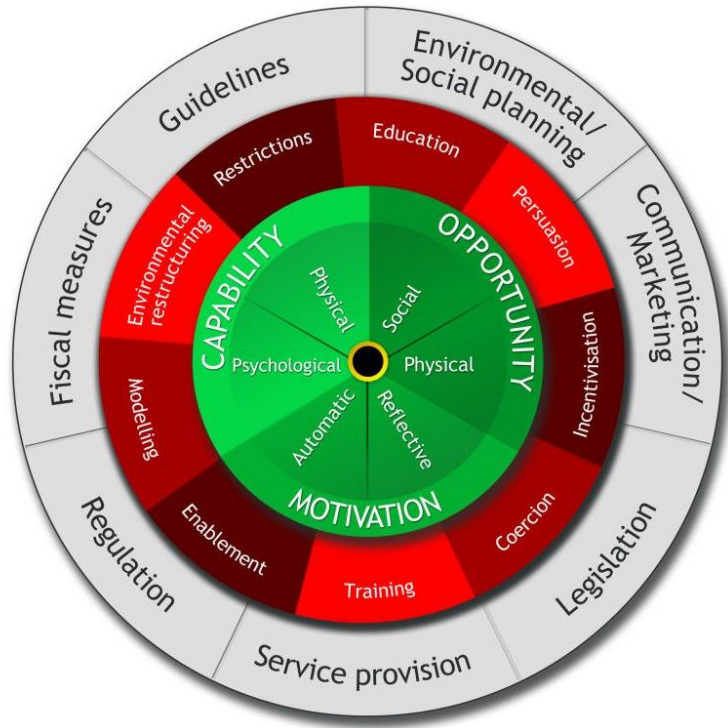 Guidelines
Environmental/
Social planning
Communication/
Marketing
Legislation
Service provision
Regulation
Fiscal measures
Restrictions
Education
Persuasion
Incentivisation
Coercion
Training
Enablement
Modelling
Environmental
restructuring
CAPABILITY
OPPORTUNITY
MOTIVATION
Physical
Social
Physical
Reflective
Automatic
Psychological